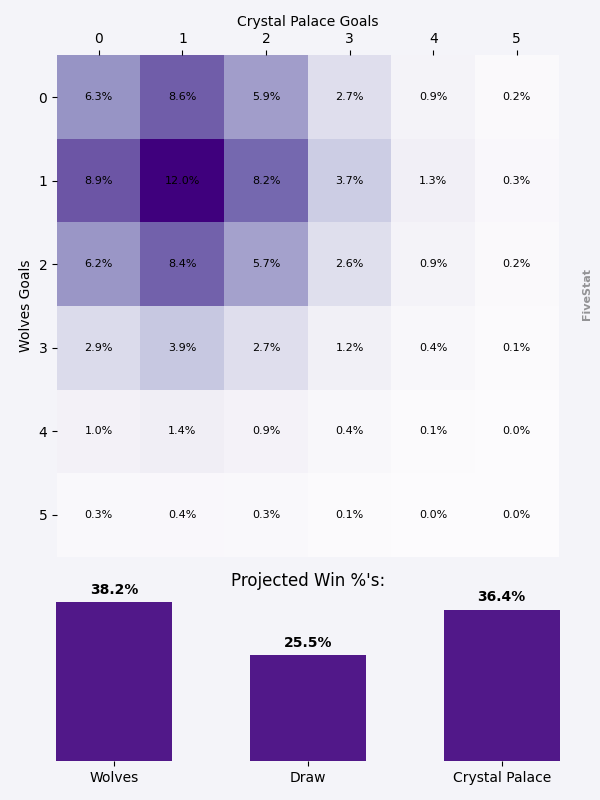 Crystal Palace Goals
0 1 2 3 4 5
0 6.3% 8.6% 5.9% 2.7% 0.9% 0.2%
1 8.9% 12.0% 8.2% 3.7% 1.3% 0.3%
2 6.2% 8.4% 5.7% 2.6% 0.9% 0.2%
3 2.9% 3.9% 2.7% 1.2% 0.4% 0.1%
4 1.0% 1.4% 0.9% 0.4% 0.1% 0.0%
5 0.3% 0.4% 0.3% 0.1% 0.0% 0.0%
Wolves Goals
FiveStat
Projected Win %'s:
38.2% 25.5% 36.4%
Wolves Draw Crystal Palace